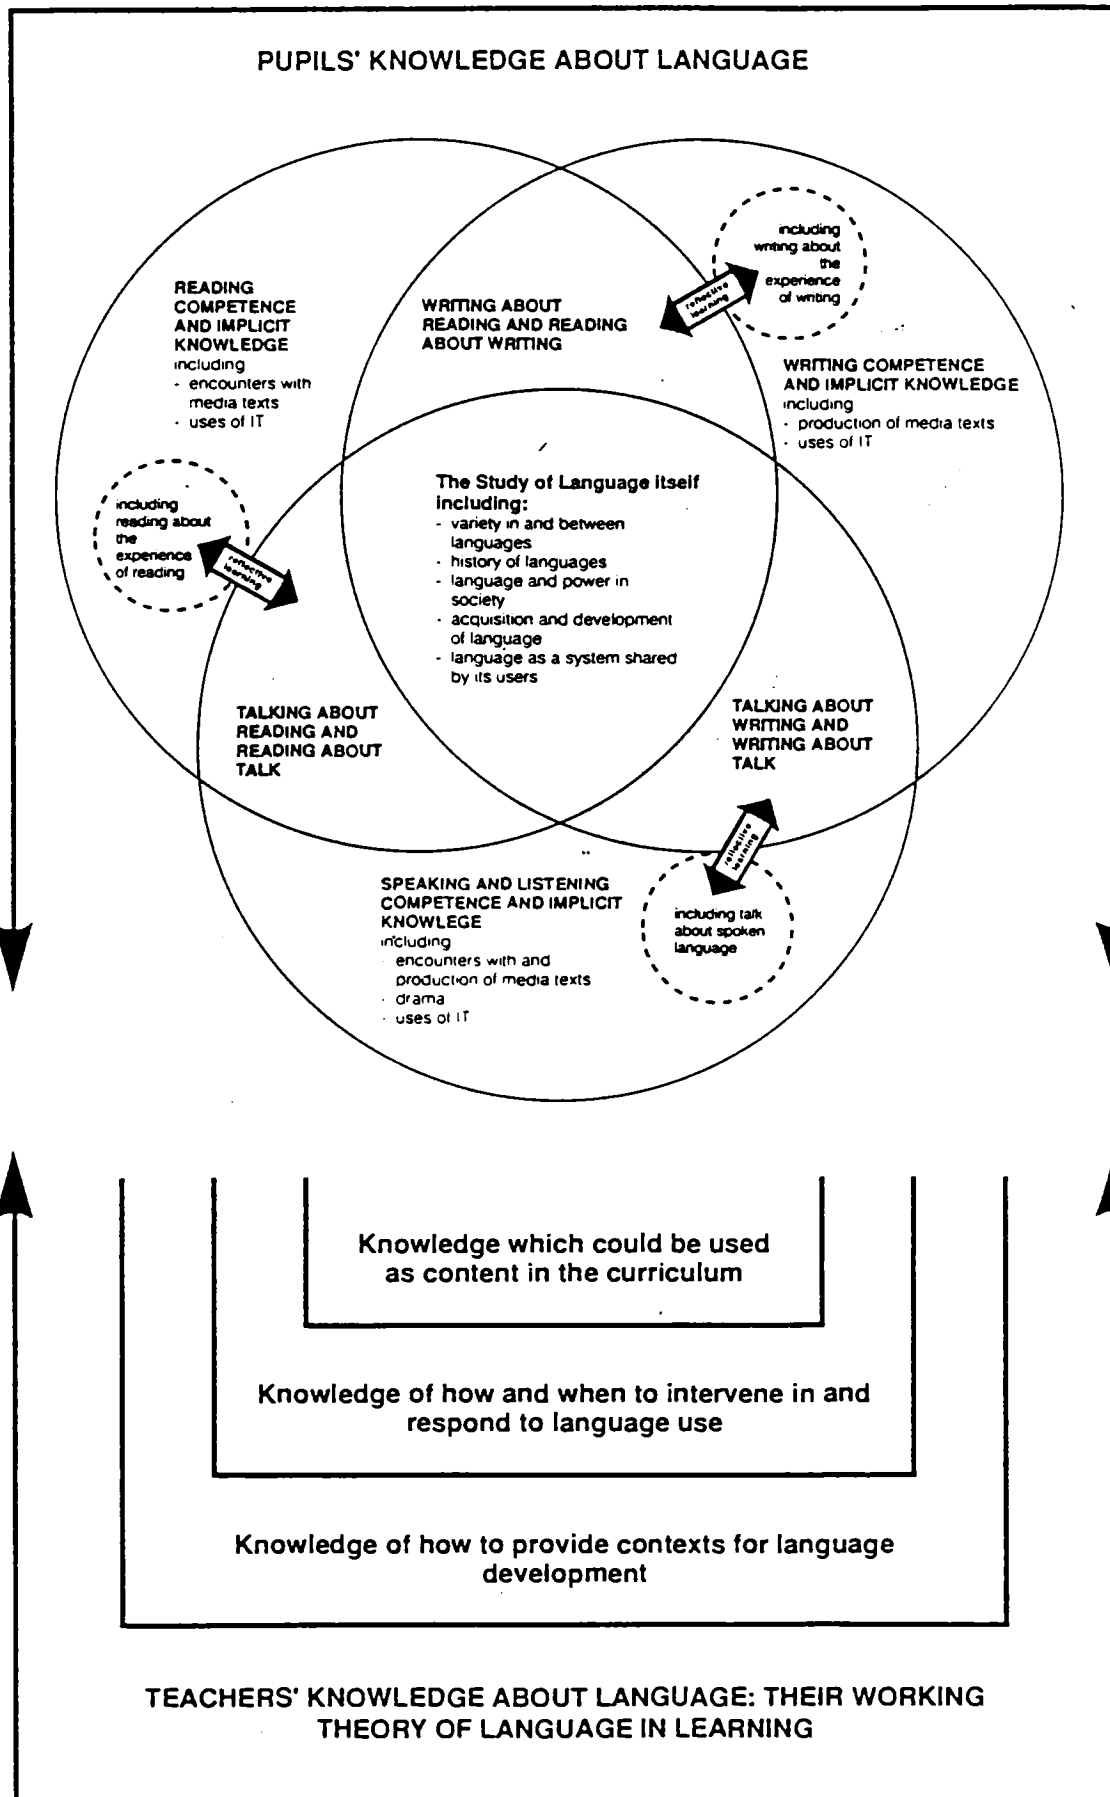 PUPILS' KNOWLEDGE ABOUT LANGUAGE
READING
COMPETENCE
AND IMPLICIT
KNOWLEDGE
including
- encounters with
media texts
- uses of IT
WRITING ABOUT
READING AND READING
ABOUT WRITING
reflective
learning
including
writing about
the
experience
of writing
WRITING COMPETENCE
AND IMPLICIT KNOWLEDGE
including
- production of media texts
- uses of IT
including
reading about
the
experience
of reading
reflective
learning
The Study of Language itself
including:
- variety in and between
languages
- history of languages
- language and power in
society
- acquisition and development
of language
- language as a system shared
by its users
TALKING ABOUT
READING AND
READING ABOUT
TALK
TALKING ABOUT
WRITING AND
WRITING ABOUT
TALK
reflective
learning
SPEAKING AND LISTENING
COMPETENCE AND IMPLICIT
KNOWLEGE
including
- encounters with and
production of media texts
- drama
- uses of IT
including talk
about spoken
language
Knowledge which could be used
as content in the curriculum
Knowledge of how and when to intervene in and
respond to language use
Knowledge of how to provide contexts for language
development
TEACHERS' KNOWLEDGE ABOUT LANGUAGE: THEIR WORKING
THEORY OF LANGUAGE IN LEARNING